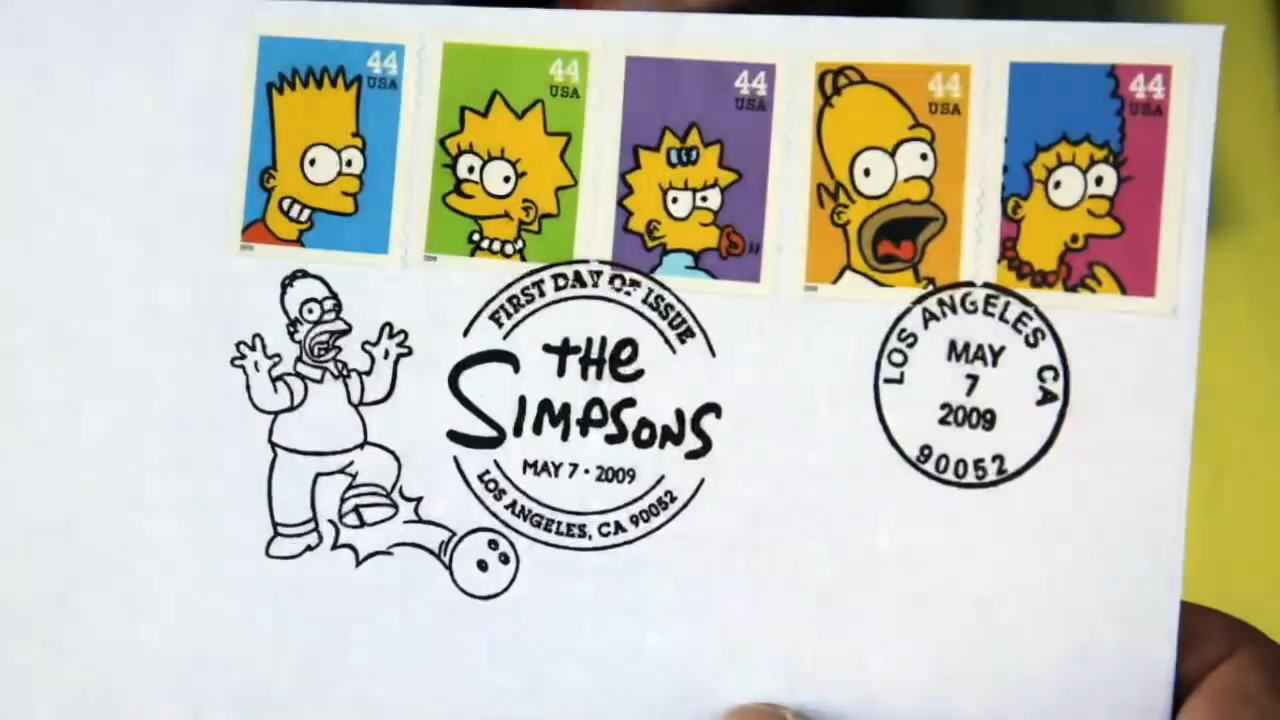 44
USA
44
USA
44
USA
44
USA
44
USA
FIRST DAY OF ISSUE
THE
SIMPSONS
MAY 7 • 2009
LOS ANGELES, CA 90052
LOS ANGELES CA
MAY
7
2009
90052